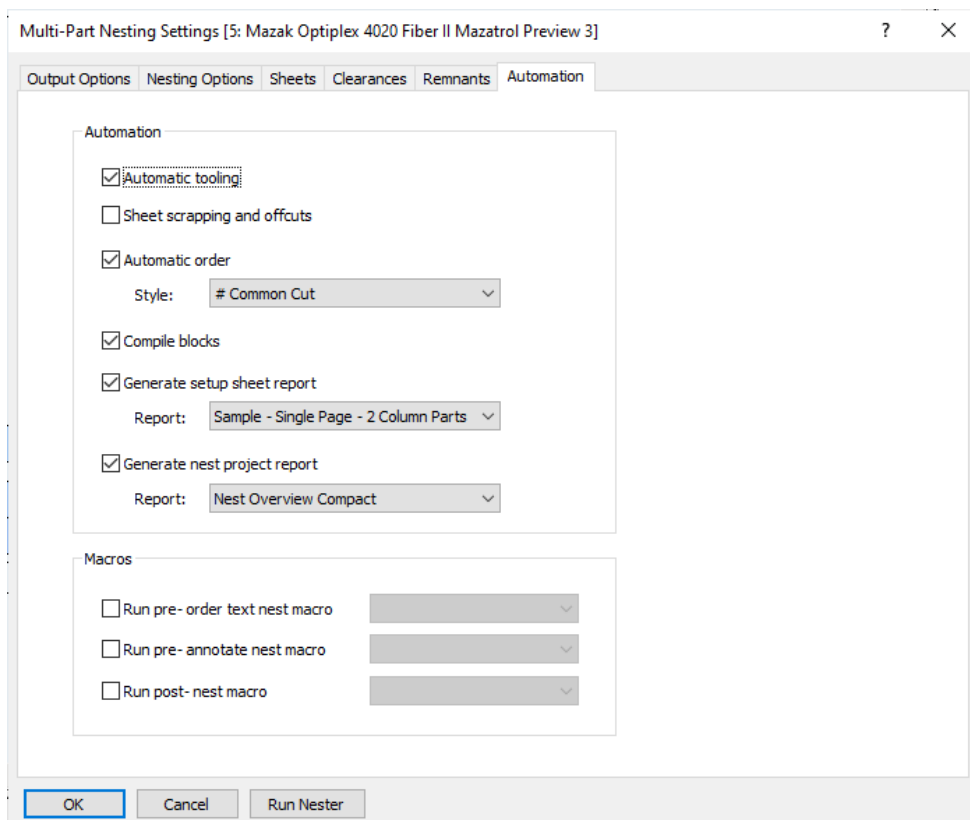 Multi-Part Nesting Settings [5: Mazak Optiplex 4020 Fiber II Mazatrol Preview 3] ?
Output Options Nesting Options Sheets Clearances Remnants Automation
Automation
Automatic tooling
Sheet scrapping and offcuts
Automatic order
Style: # Common Cut
Compile blocks
Generate setup sheet report
Report: Sample - Single Page - 2 Column Parts
Generate nest project report
Report: Nest Overview Compact
Macros
Run pre- order text nest macro
Run pre- annotate nest macro
Run post- nest macro
OK Cancel Run Nester